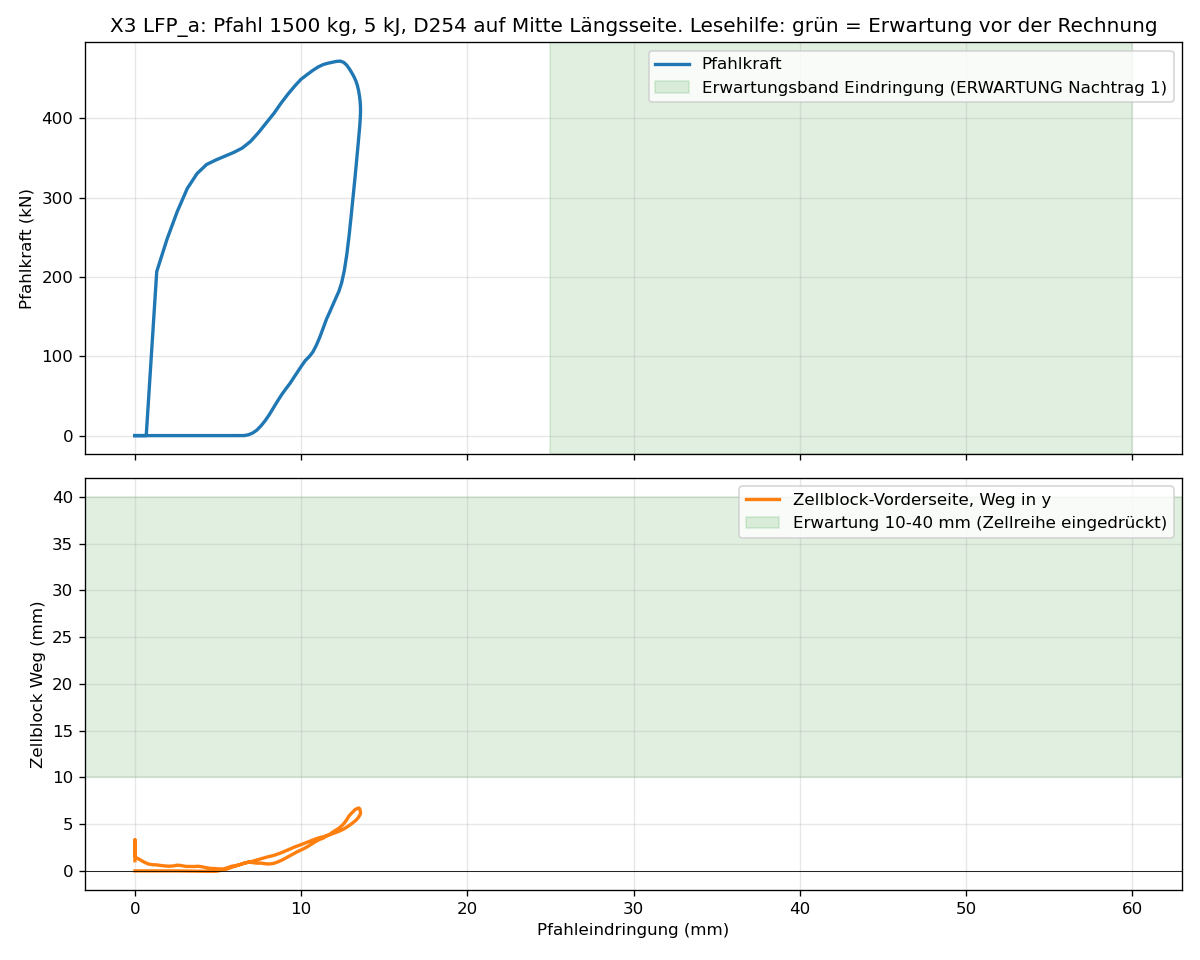 X3 LFP_a: Pfahl 1500 kg, 5 kJ, D254 auf Mitte Längsseite. Lesehilfe: grün = Erwartung vor der Rechnung
Pfahlkraft
Erwartungsband Eindringung (ERWARTUNG Nachtrag 1)
Pfahlkraft (kN)
400
300
200
100
0
Zellblock-Vorderseite, Weg in y
Erwartung 10-40 mm (Zellreihe eingedrückt)
Zellblock Weg (mm)
40
35
30
25
20
15
10
5
0
0 10 20 30 40 50 60
Pfahleindringung (mm)